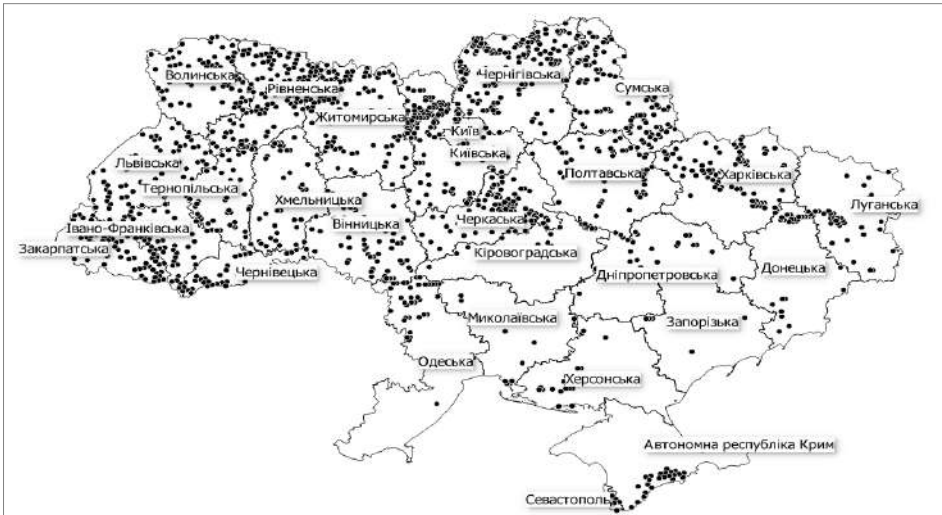 Волинська
Рівненська
Чернігівська
Сумська
Житомирська
Київ
Київська
Львівська
Тернопільська
Хмельницька
Вінницька
Полтавська
Харківська
Луганська
Івано-Франківська
Закарпатська
Чернівецька
Черкаська
Кіровоградська
Дніпропетровська
Донецька
Миколаївська
Запорізька
Одеська
Херсонська
Автономна республіка Крим
Севастополь